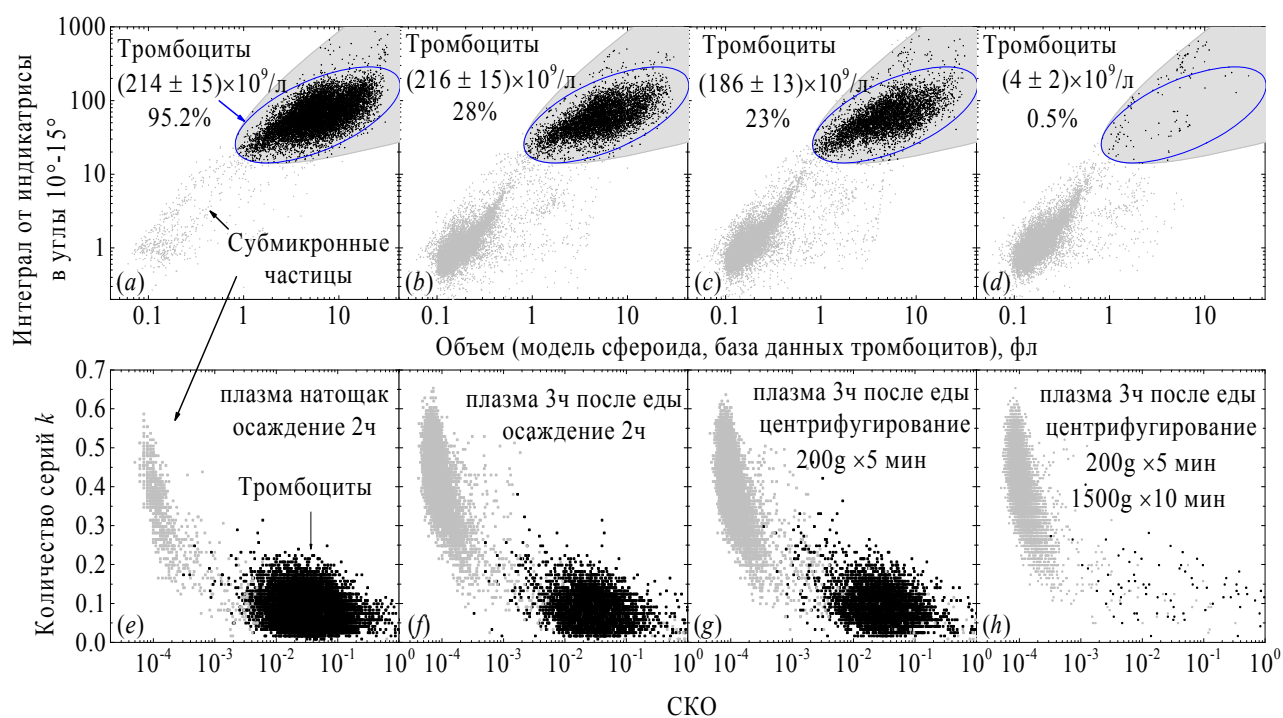 Интеграл от индикатрисы
в углы 10°-15°
1000
100
10
1
Тромбоциты
(214 ± 15)×10⁹/л
95.2%
Субмикронные
частицы
(a)
Тромбоциты
(216 ± 15)×10⁹/л
28%
(b)
Тромбоциты
(186 ± 13)×10⁹/л
23%
(c)
Тромбоциты
(4 ± 2)×10⁹/л
0.5%
(d)
0.1 1 10 0.1 1 10 0.1 1 10 0.1 1 10
Объем (модель сфероида, база данных тромбоцитов), фл
Количество серий k
0.7
0.6
0.5
0.4
0.3
0.2
0.1
0.0
плазма натощак
осаждение 2ч
Тромбоциты
(e)
плазма 3ч после еды
осаждение 2ч
(f)
плазма 3ч после еды
центрифугирование
200g ×5 мин
(g)
плазма 3ч после еды
центрифугирование
200g ×5 мин
1500g ×10 мин
(h)
10⁻⁴ 10⁻³ 10⁻² 10⁻¹ 10⁰ 10⁻⁴ 10⁻³ 10⁻² 10⁻¹ 10⁰ 10⁻⁴ 10⁻³ 10⁻² 10⁻¹ 10⁰ 10⁻⁴ 10⁻³ 10⁻² 10⁻¹ 10⁰
СКО